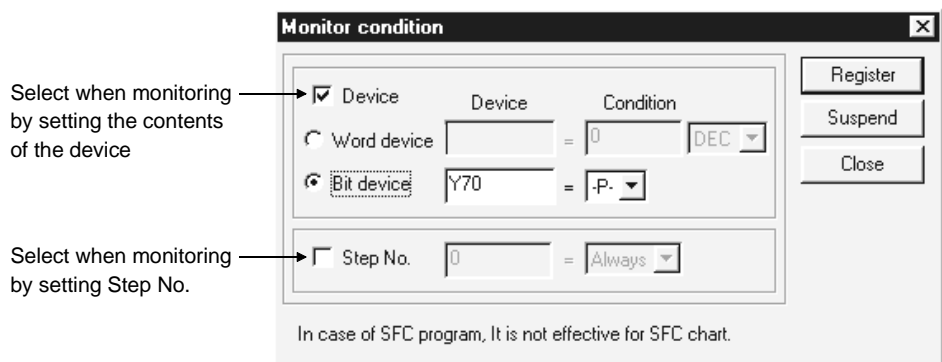 Monitor condition
Select when monitoring
by setting the contents
of the device
Device Device Condition
Word device = 0 DEC
Bit device Y70 = -P-
Register
Suspend
Close
Select when monitoring
by setting Step No.
Step No. 0 = Always
In case of SFC program, It is not effective for SFC chart.